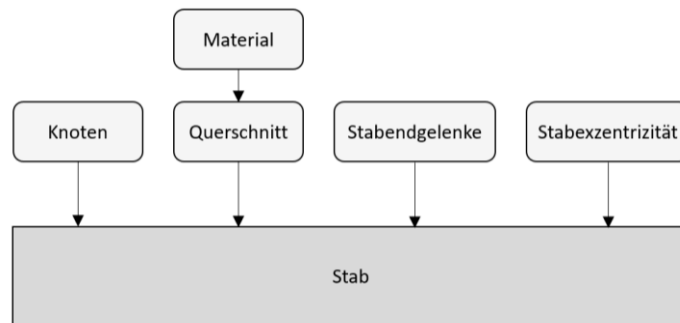 Material
Knoten
Querschnitt
Stabendgelenke
Stabexzentrizität
Stab